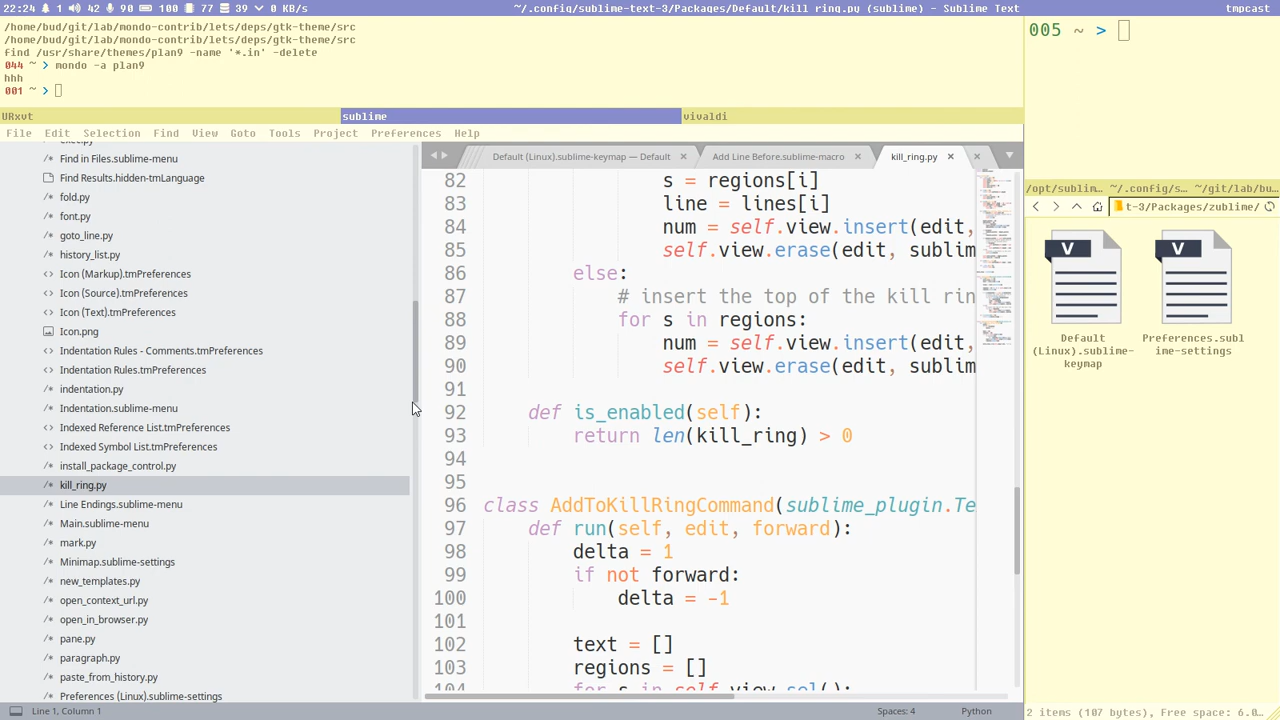 22:24 1 42 90 100 77 39 0 KB/s
~/.config/sublime-text-3/Packages/Default/kill ring.py (sublime) - Sublime Text
tmpcast
/home/bud/git/lab/mondo-contrib/lets/deps/gtk-theme/src
/home/bud/git/lab/mondo-contrib/lets/deps/gtk-theme/src
find /usr/share/themes/plan9 -name '*.in' -delete
044 ~ > mondo -a plan9
hhh
001 ~ >
005 ~ >
URxvt sublime vivaldi
File Edit Selection Find View Goto Tools Project Preferences Help
Find in Files.sublime-menu
Find Results.hidden-tmLanguage
fold.py
font.py
goto_line.py
history_list.py
Icon (Markup).tmPreferences
Icon (Source).tmPreferences
Icon (Text).tmPreferences
Icon.png
Indentation Rules - Comments.tmPreferences
Indentation Rules.tmPreferences
indentation.py
Indentation.sublime-menu
Indexed Reference List.tmPreferences
Indexed Symbol List.tmPreferences
install_package_control.py
kill_ring.py
Line Endings.sublime-menu
Main.sublime-menu
mark.py
Minimap.sublime-settings
new_templates.py
open_context_url.py
open_in_browser.py
pane.py
paragraph.py
paste_from_history.py
Preferences (Linux).sublime-settings
Default (Linux).sublime-keymap — Default
Add Line Before.sublime-macro
kill_ring.py
82 s = regions[i]
83 line = lines[i]
84 num = self.view.insert(edit,
85 self.view.erase(edit, sublim
86 else:
87 # insert the top of the kill rin
88 for s in regions:
89 num = self.view.insert(edit,
90 self.view.erase(edit, sublim
91
92 def is_enabled(self):
93 return len(kill_ring) > 0
94
95
96 class AddToKillRingCommand(sublime_plugin.Te
97 def run(self, edit, forward):
98 delta = 1
99 if not forward:
100 delta = -1
102 text = []
103 regions = []
104 for s in self.view.sel():
/opt/sublim… ~/.config/s… ~/git/lab/bu…
t-3/Packages/zublime/
V
V
Default
(Linux).sublime-
keymap
Preferences.subl
ime-settings
Line 1, Column 1
Spaces: 4
Python
2 items (107 bytes), Free space: 6.0…